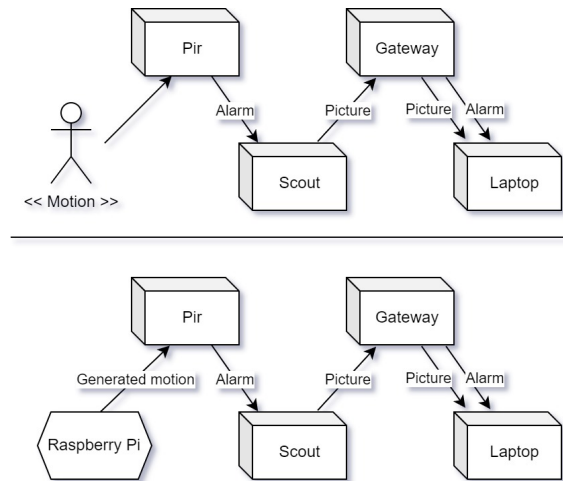 Pir
Gateway
Alarm
Picture
Picture
Alarm
Scout
Laptop
<< Motion >>
Pir
Gateway
Generated motion
Alarm
Picture
Picture
Alarm
Raspberry Pi
Scout
Laptop